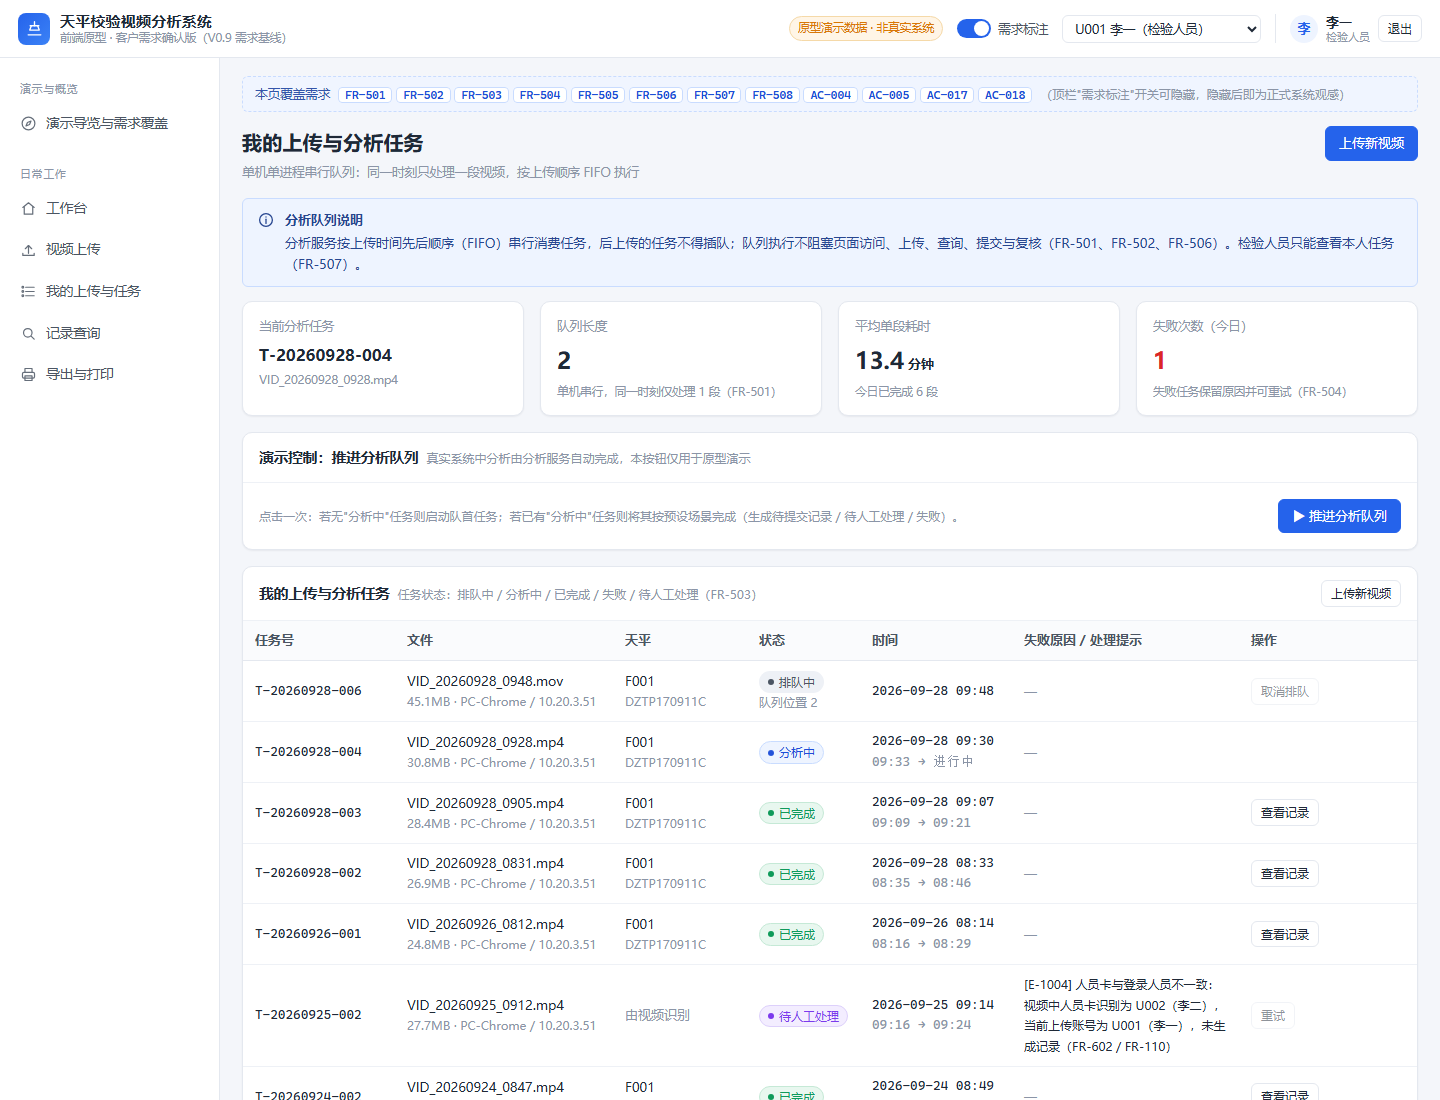 天平校验视频分析系统
前端原型 · 客户需求确认版（V0.9 需求基线）
原型演示数据 · 非真实系统
需求标注
U001 李一（检验人员）
李
李一
检验人员
退出
演示与概览
演示导览与需求覆盖
日常工作
工作台
视频上传
我的上传与任务
记录查询
导出与打印
本页覆盖需求 FR-501 FR-502 FR-503 FR-504 FR-505 FR-506 FR-507 FR-508 AC-004 AC-005 AC-017 AC-018 （顶栏"需求标注"开关可隐藏，隐藏后即为正式系统观感）
我的上传与分析任务
上传新视频
单机单进程串行队列：同一时刻只处理一段视频，按上传顺序 FIFO 执行
分析队列说明
分析服务按上传时间先后顺序（FIFO）串行消费任务，后上传的任务不得插队；队列执行不阻塞页面访问、上传、查询、提交与复核（FR-501、FR-502、FR-506）。检验人员只能查看本人任务
（FR-507）。
当前分析任务
T-20260928-004
VID_20260928_0928.mp4
队列长度
2
单机串行，同一时刻仅处理 1 段（FR-501）
平均单段耗时
13.4 分钟
今日已完成 6 段
失败次数（今日）
1
失败任务保留原因并可重试（FR-504）
演示控制：推进分析队列 真实系统中分析由分析服务自动完成，本按钮仅用于原型演示
点击一次：若无"分析中"任务则启动队首任务；若已有"分析中"任务则将其按预设场景完成（生成待提交记录 / 待人工处理 / 失败）。
▶ 推进分析队列
我的上传与分析任务 任务状态：排队中 / 分析中 / 已完成 / 失败 / 待人工处理（FR-503）
上传新视频
任务号 文件 天平 状态 时间 失败原因 / 处理提示 操作
T-20260928-006 VID_20260928_0948.mov F001 排队中 2026-09-28 09:48 — 取消排队
45.1MB · PC-Chrome / 10.20.3.51 DZTP170911C 队列位置 2
T-20260928-004 VID_20260928_0928.mp4 F001 分析中 2026-09-28 09:30 —
30.8MB · PC-Chrome / 10.20.3.51 DZTP170911C 09:33 → 进行中
T-20260928-003 VID_20260928_0905.mp4 F001 已完成 2026-09-28 09:07 — 查看记录
28.4MB · PC-Chrome / 10.20.3.51 DZTP170911C 09:09 → 09:21
T-20260928-002 VID_20260928_0831.mp4 F001 已完成 2026-09-28 08:33 — 查看记录
26.9MB · PC-Chrome / 10.20.3.51 DZTP170911C 08:35 → 08:46
T-20260926-001 VID_20260926_0812.mp4 F001 已完成 2026-09-26 08:14 — 查看记录
24.8MB · PC-Chrome / 10.20.3.51 DZTP170911C 08:16 → 08:29
T-20260925-002 VID_20260925_0912.mp4 由视频识别 待人工处理 2026-09-25 09:14 重试
27.7MB · PC-Chrome / 10.20.3.51 09:16 → 09:24
[E-1004] 人员卡与登录人员不一致：
视频中人员卡识别为 U002（李二），
当前上传账号为 U001（李一），未生
成记录（FR-602 / FR-110）
T-20260924-002 VID_20260924_0847.mp4 F001 已完成 2026-09-24 08:49 — 查看记录